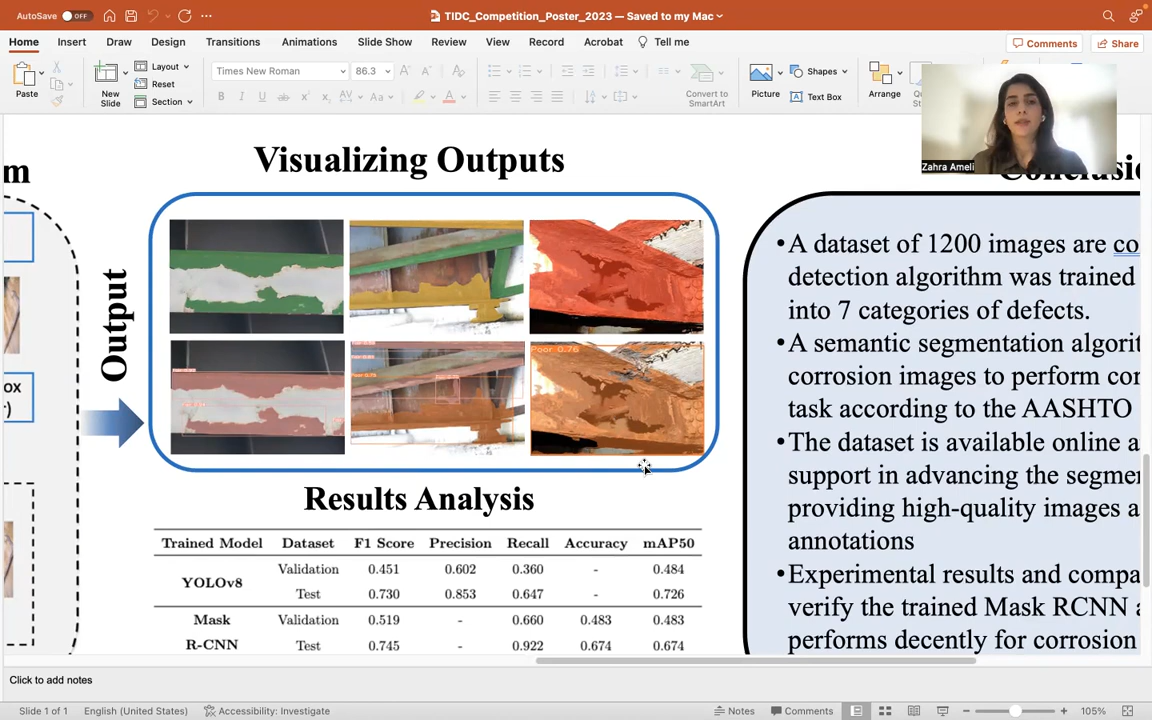 AutoSave OFF
TIDC_Competition_Poster_2023 — Saved to my Mac
Home Insert Draw Design Transitions Animations Slide Show Review View Record Acrobat Tell me
Comments Share
Paste
New Slide
Layout
Reset
Section
Times New Roman 86.3
Convert to SmartArt
Picture
Shapes
Text Box
Arrange
Zahra Ameli
m
ox
r)
Output
Visualizing Outputs
Poor 0.76
Results Analysis
Trained Model Dataset F1 Score Precision Recall Accuracy mAP50
YOLOv8
Validation 0.451 0.602 0.360 - 0.484
Test 0.730 0.853 0.647 - 0.726
Mask R-CNN
Validation 0.519 - 0.660 0.483 0.483
Test 0.745 - 0.922 0.674 0.674
•A dataset of 1200 images are co
detection algorithm was trained
into 7 categories of defects.
•A semantic segmentation algorit
corrosion images to perform cor
task according to the AASHTO
•The dataset is available online a
support in advancing the segmen
providing high-quality images a
annotations
•Experimental results and compa
verify the trained Mask RCNN a
performs decently for corrosion
Click to add notes
Slide 1 of 1 English (United States) Accessibility: Investigate Notes Comments 105%